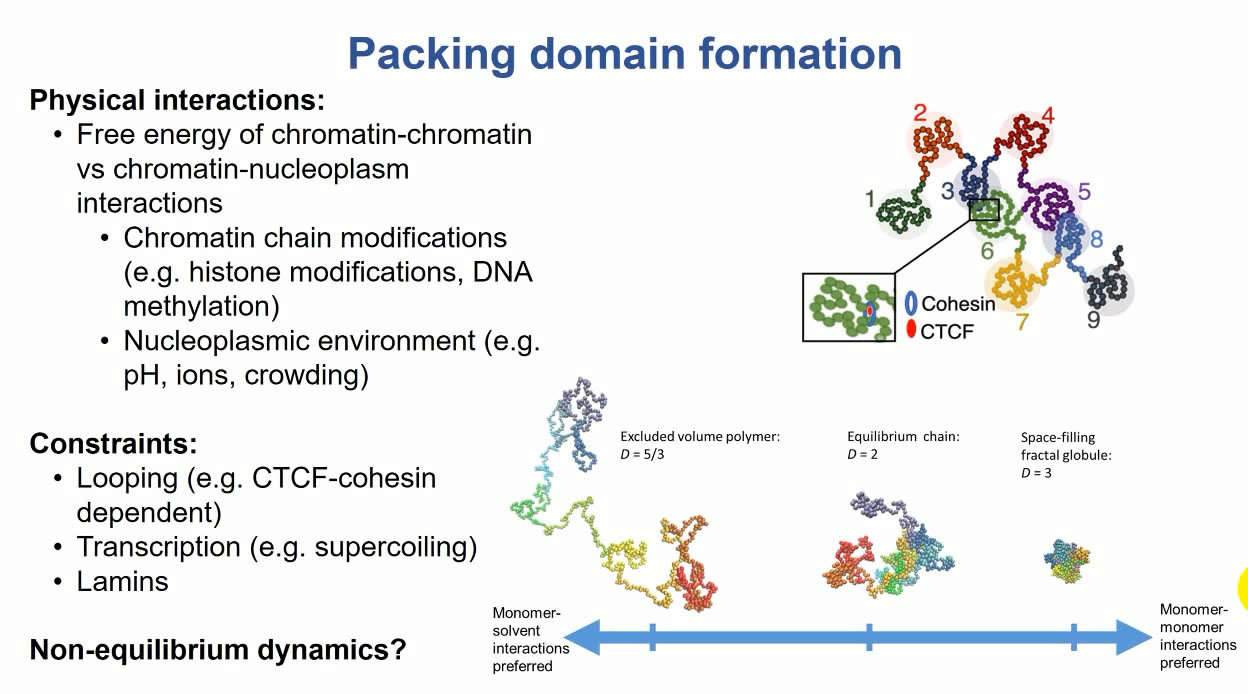 Packing domain formation
Physical interactions:
• Free energy of chromatin-chromatin
vs chromatin-nucleoplasm
interactions
• Chromatin chain modifications
(e.g. histone modifications, DNA
methylation)
• Nucleoplasmic environment (e.g.
pH, ions, crowding)
Constraints:
• Looping (e.g. CTCF-cohesin
dependent)
• Transcription (e.g. supercoiling)
• Lamins
Non-equilibrium dynamics?
1
2
3
4
5
6
7
8
9
Cohesin
CTCF
Excluded volume polymer:
D = 5/3
Equilibrium chain:
D = 2
Space-filling
fractal globule:
D = 3
Monomer-
solvent
interactions
preferred
Monomer-
monomer
interactions
preferred